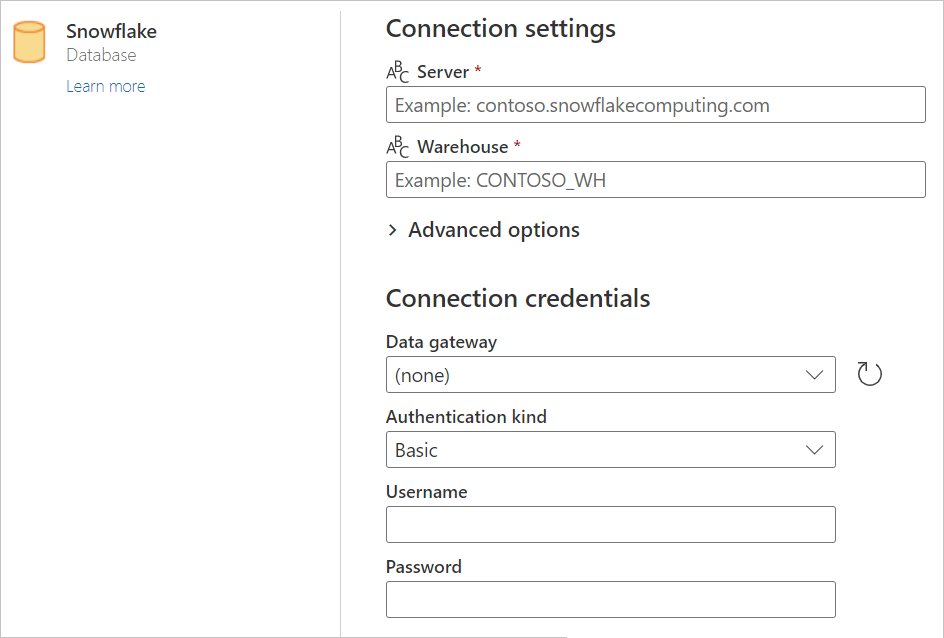 Snowflake
Database
Learn more
Connection settings
ABC Server *
Example: contoso.snowflakecomputing.com
ABC Warehouse *
Example: CONTOSO_WH
Advanced options
Connection credentials
Data gateway
(none)
Authentication kind
Basic
Username
Password